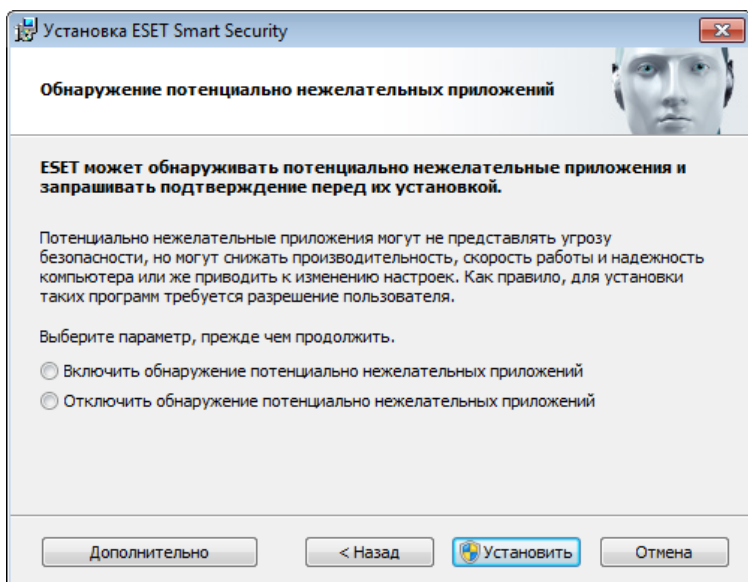 Установка ESET Smart Security
Обнаружение потенциально нежелательных приложений
ESET может обнаруживать потенциально нежелательные приложения и
запрашивать подтверждение перед их установкой.
Потенциально нежелательные приложения могут не представлять угрозу
безопасности, но могут снижать производительность, скорость работы и надежность
компьютера или же приводить к изменению настроек. Как правило, для установки
таких программ требуется разрешение пользователя.
Выберите параметр, прежде чем продолжить.
Включить обнаружение потенциально нежелательных приложений
Отключить обнаружение потенциально нежелательных приложений
Дополнительно < Назад Установить Отмена